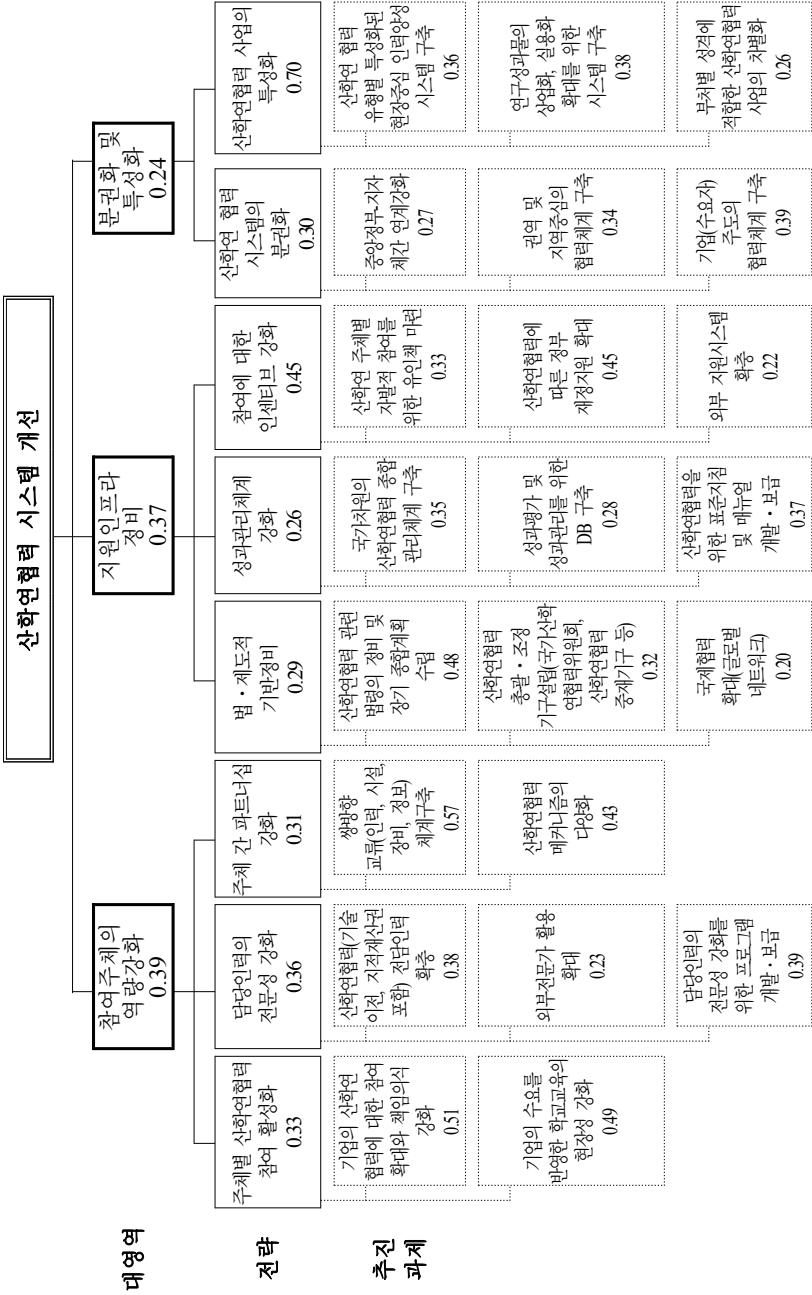 산학연협력 시스템 개선
대영역
참여주체의
역량강화
0.39
지원인프라
정비
0.37
분권화 및
특성화
0.24
전략
주체별 산학연협력
참여 활성화
0.33
담당인력의
전문성 강화
0.36
주체 간 파트너십
강화
0.31
법・제도적
기반정비
0.29
성과관리체계
강화
0.26
참여에 대한
인센티브 강화
0.45
산학연 협력
시스템의
분권화
0.30
산학연협력 사업의
특성화
0.70
추진
과제
기업의 산학연
협력에 대한 참여
확대와 책임의식
강화
0.51
기업의 수요를
반영한 학교교육의
현장성 강화
0.49
산학연협력(기술
이전, 지적재산권
포함) 전담인력
확충
0.38
외부전문가 활용
확대
0.23
담당인력의
전문성 강화를
위한 프로그램
개발・보급
0.39
쌍방향
교류(인력, 시설,
장비, 정보)
체계구축
0.57
산학연협력
메커니즘의
다양화
0.43
산학연협력 관련
법령의 정비 및
장기 종합계획
수립
0.48
산학연협력
총괄・조정
기구설립(국가산학
연협력위원회,
산학연협력
중재기구 등)
0.32
국제협력
확대(글로벌
네트워크)
0.20
국가차원의
산학연협력 종합
관리체계 구축
0.35
성과평가 및
성과관리를 위한
DB 구축
0.28
산학연협력을
위한 표준지침
및 매뉴얼
개발・보급
0.37
산학연 주체별
자발적 참여를
위한 유인책 마련
0.33
산학연협력에
따른 정부
재정지원 확대
0.45
외부 지원시스템
확충
0.22
중앙정부-지자
체간 연계강화
0.27
권역 및
지역중심의
협력체계 구축
0.34
기업(수요자)
주도의
협력체계 구축
0.39
산학연 협력
유형별 특성화된
현장중심 인력양성
시스템 구축
0.36
연구성과물의
상업화, 실용화
확대를 위한
시스템 구축
0.38
부처별 성격에
적합한 산학연협력
사업의 차별화
0.26